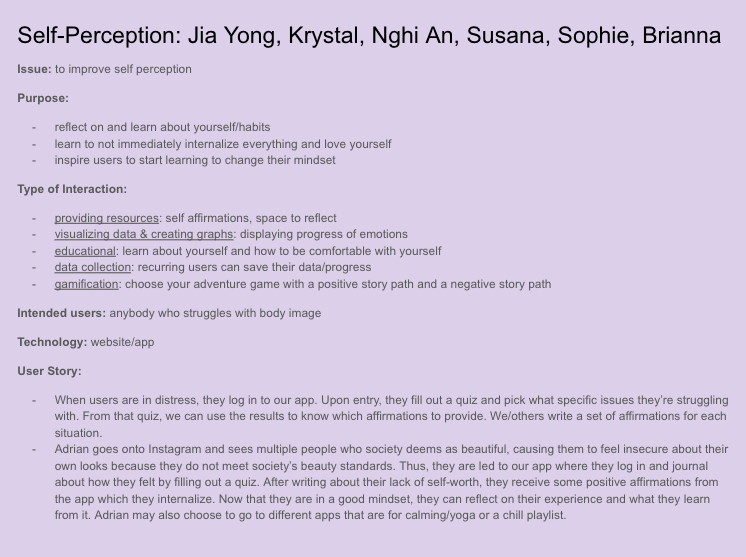 Self-Perception: Jia Yong, Krystal, Nghi An, Susana, Sophie, Brianna
Issue: to improve self perception
Purpose:
- reflect on and learn about yourself/habits
- learn to not immediately internalize everything and love yourself
- inspire users to start learning to change their mindset
Type of Interaction:
- providing resources: self affirmations, space to reflect
- visualizing data & creating graphs: displaying progress of emotions
- educational: learn about yourself and how to be comfortable with yourself
- data collection: recurring users can save their data/progress
- gamification: choose your adventure game with a positive story path and a negative story path
Intended users: anybody who struggles with body image
Technology: website/app
User Story:
- When users are in distress, they log in to our app. Upon entry, they fill out a quiz and pick what specific issues they're struggling
with. From that quiz, we can use the results to know which affirmations to provide. We/others write a set of affirmations for each
situation.
- Adrian goes onto Instagram and sees multiple people who society deems as beautiful, causing them to feel insecure about their
own looks because they do not meet society's beauty standards. Thus, they are led to our app where they log in and journal
about how they felt by filling out a quiz. After writing about their lack of self-worth, they receive some positive affirmations from
the app which they internalize. Now that they are in a good mindset, they can reflect on their experience and what they learn
from it. Adrian may also choose to go to different apps that are for calming/yoga or a chill playlist.